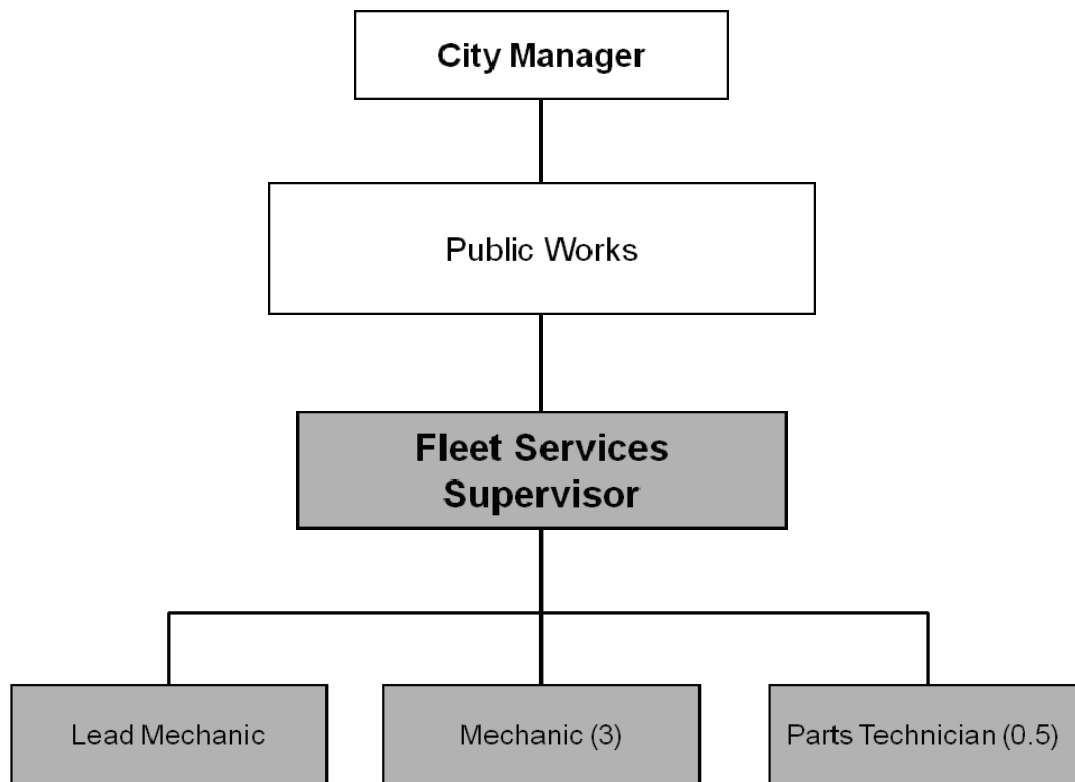 City Manager
Public Works
Fleet Services
Supervisor
Lead Mechanic
Mechanic (3)
Parts Technician (0.5)